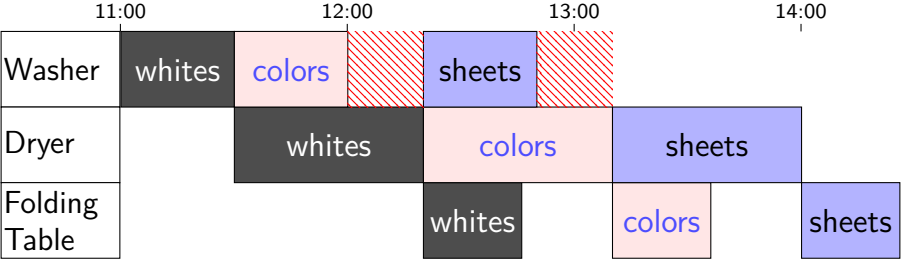 11:00 12:00 13:00 14:00
Washer whites colors sheets
Dryer whites colors sheets
Folding
Table
whites colors sheets